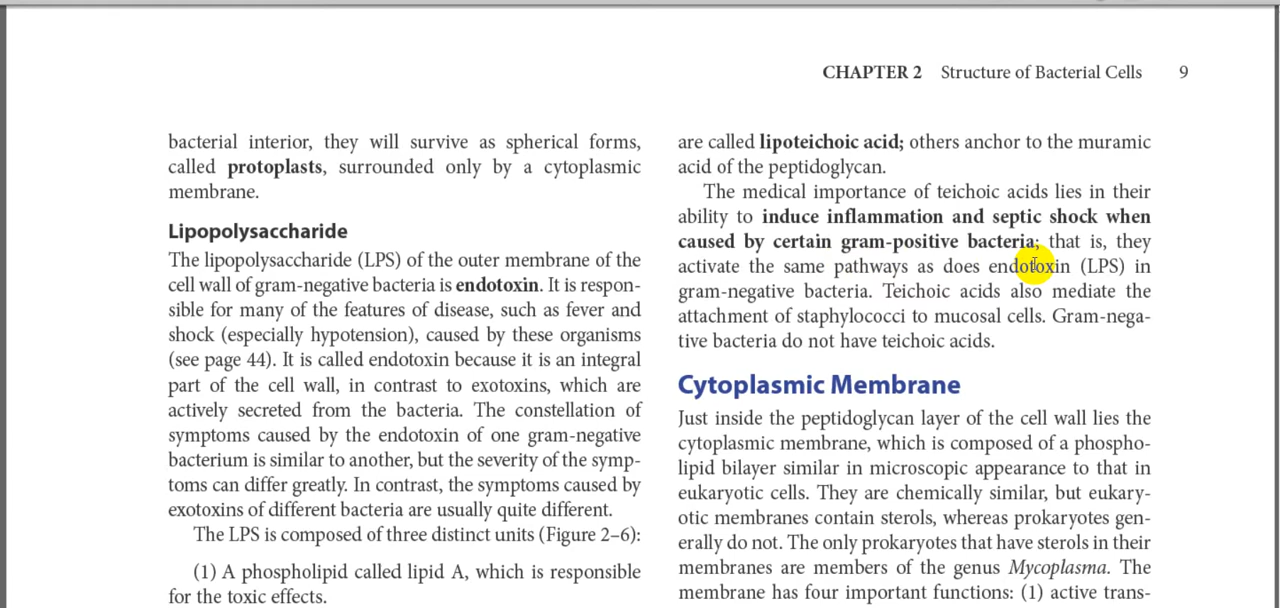 CHAPTER 2 Structure of Bacterial Cells 9
bacterial interior, they will survive as spherical forms,
called protoplasts, surrounded only by a cytoplasmic
membrane.
Lipopolysaccharide
The lipopolysaccharide (LPS) of the outer membrane of the
cell wall of gram-negative bacteria is endotoxin. It is respon-
sible for many of the features of disease, such as fever and
shock (especially hypotension), caused by these organisms
(see page 44). It is called endotoxin because it is an integral
part of the cell wall, in contrast to exotoxins, which are
actively secreted from the bacteria. The constellation of
symptoms caused by the endotoxin of one gram-negative
bacterium is similar to another, but the severity of the symp-
toms can differ greatly. In contrast, the symptoms caused by
exotoxins of different bacteria are usually quite different.
The LPS is composed of three distinct units (Figure 2–6):
(1) A phospholipid called lipid A, which is responsible
for the toxic effects.
are called lipoteichoic acid; others anchor to the muramic
acid of the peptidoglycan.
The medical importance of teichoic acids lies in their
ability to induce inflammation and septic shock when
caused by certain gram-positive bacteria; that is, they
activate the same pathways as does endotoxin (LPS) in
gram-negative bacteria. Teichoic acids also mediate the
attachment of staphylococci to mucosal cells. Gram-nega-
tive bacteria do not have teichoic acids.
Cytoplasmic Membrane
Just inside the peptidoglycan layer of the cell wall lies the
cytoplasmic membrane, which is composed of a phospho-
lipid bilayer similar in microscopic appearance to that in
eukaryotic cells. They are chemically similar, but eukary-
otic membranes contain sterols, whereas prokaryotes gen-
erally do not. The only prokaryotes that have sterols in their
membranes are members of the genus Mycoplasma. The
membrane has four important functions: (1) active trans-